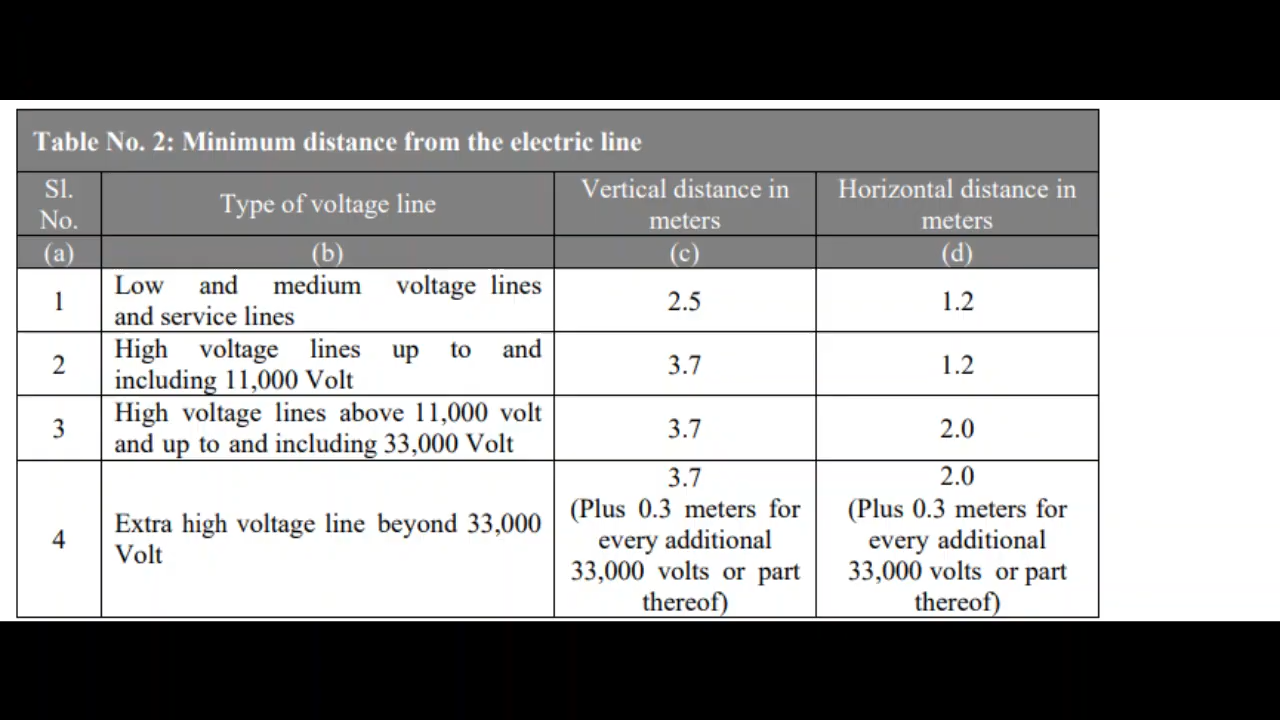 Table No. 2: Minimum distance from the electric line
Sl.
No.
Type of voltage line
Vertical distance in
meters
Horizontal distance in
meters
(a)
(b)
(c)
(d)
1
Low and medium voltage lines
and service lines
2.5
1.2
2
High voltage lines up to and
including 11,000 Volt
3.7
1.2
3
High voltage lines above 11,000 volt
and up to and including 33,000 Volt
3.7
2.0
4
Extra high voltage line beyond 33,000
Volt
3.7
(Plus 0.3 meters for
every additional
33,000 volts or part
thereof)
2.0
(Plus 0.3 meters for
every additional
33,000 volts or part
thereof)